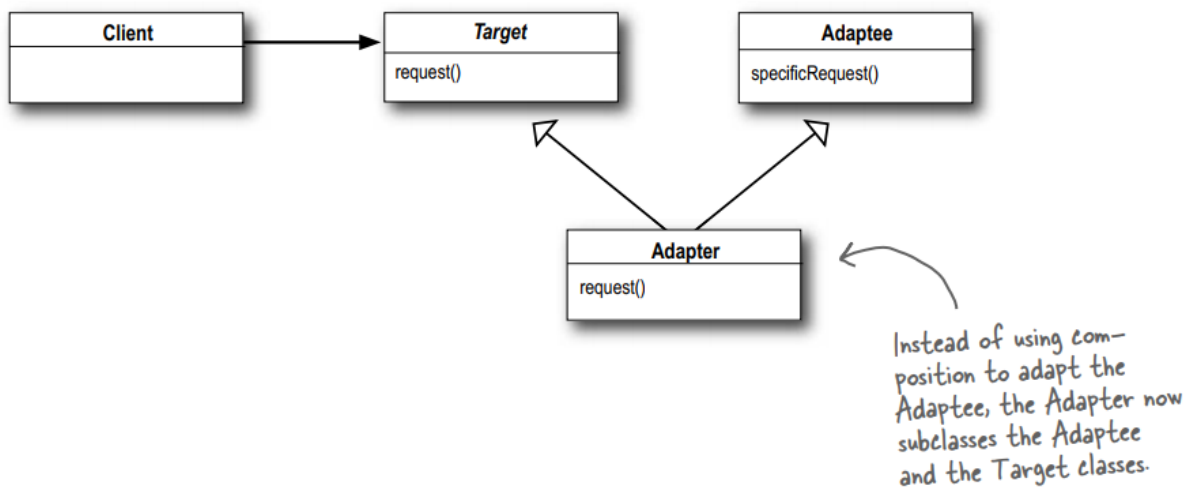 Client
Target
request()
Adaptee
specificRequest()
Adapter
request()
Instead of using com-
position to adapt the
Adaptee, the Adapter now
subclasses the Adaptee
and the Target classes.